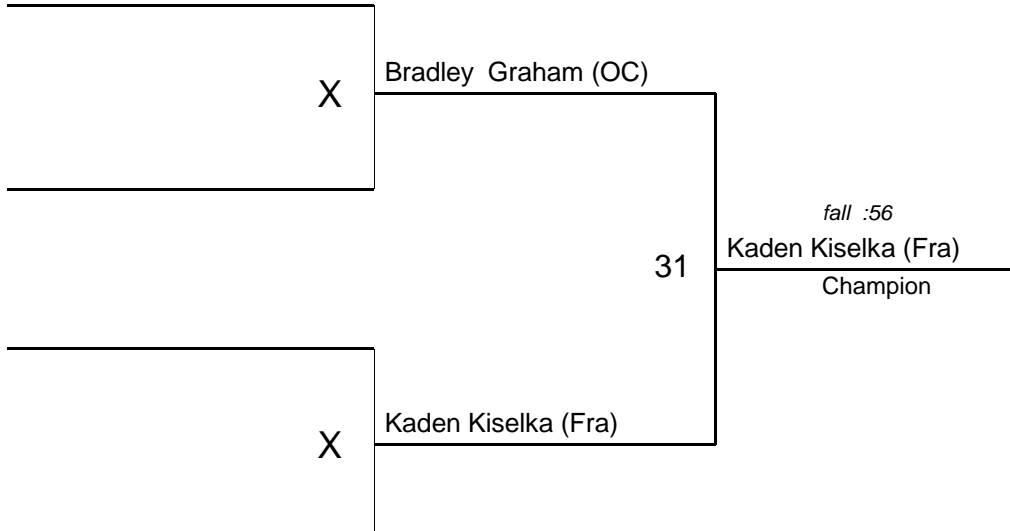 Bradley  Graham (OC)
X
fall  :56
Kaden Kiselka (Fra)
31
Champion
Kaden Kiselka (Fra)
X